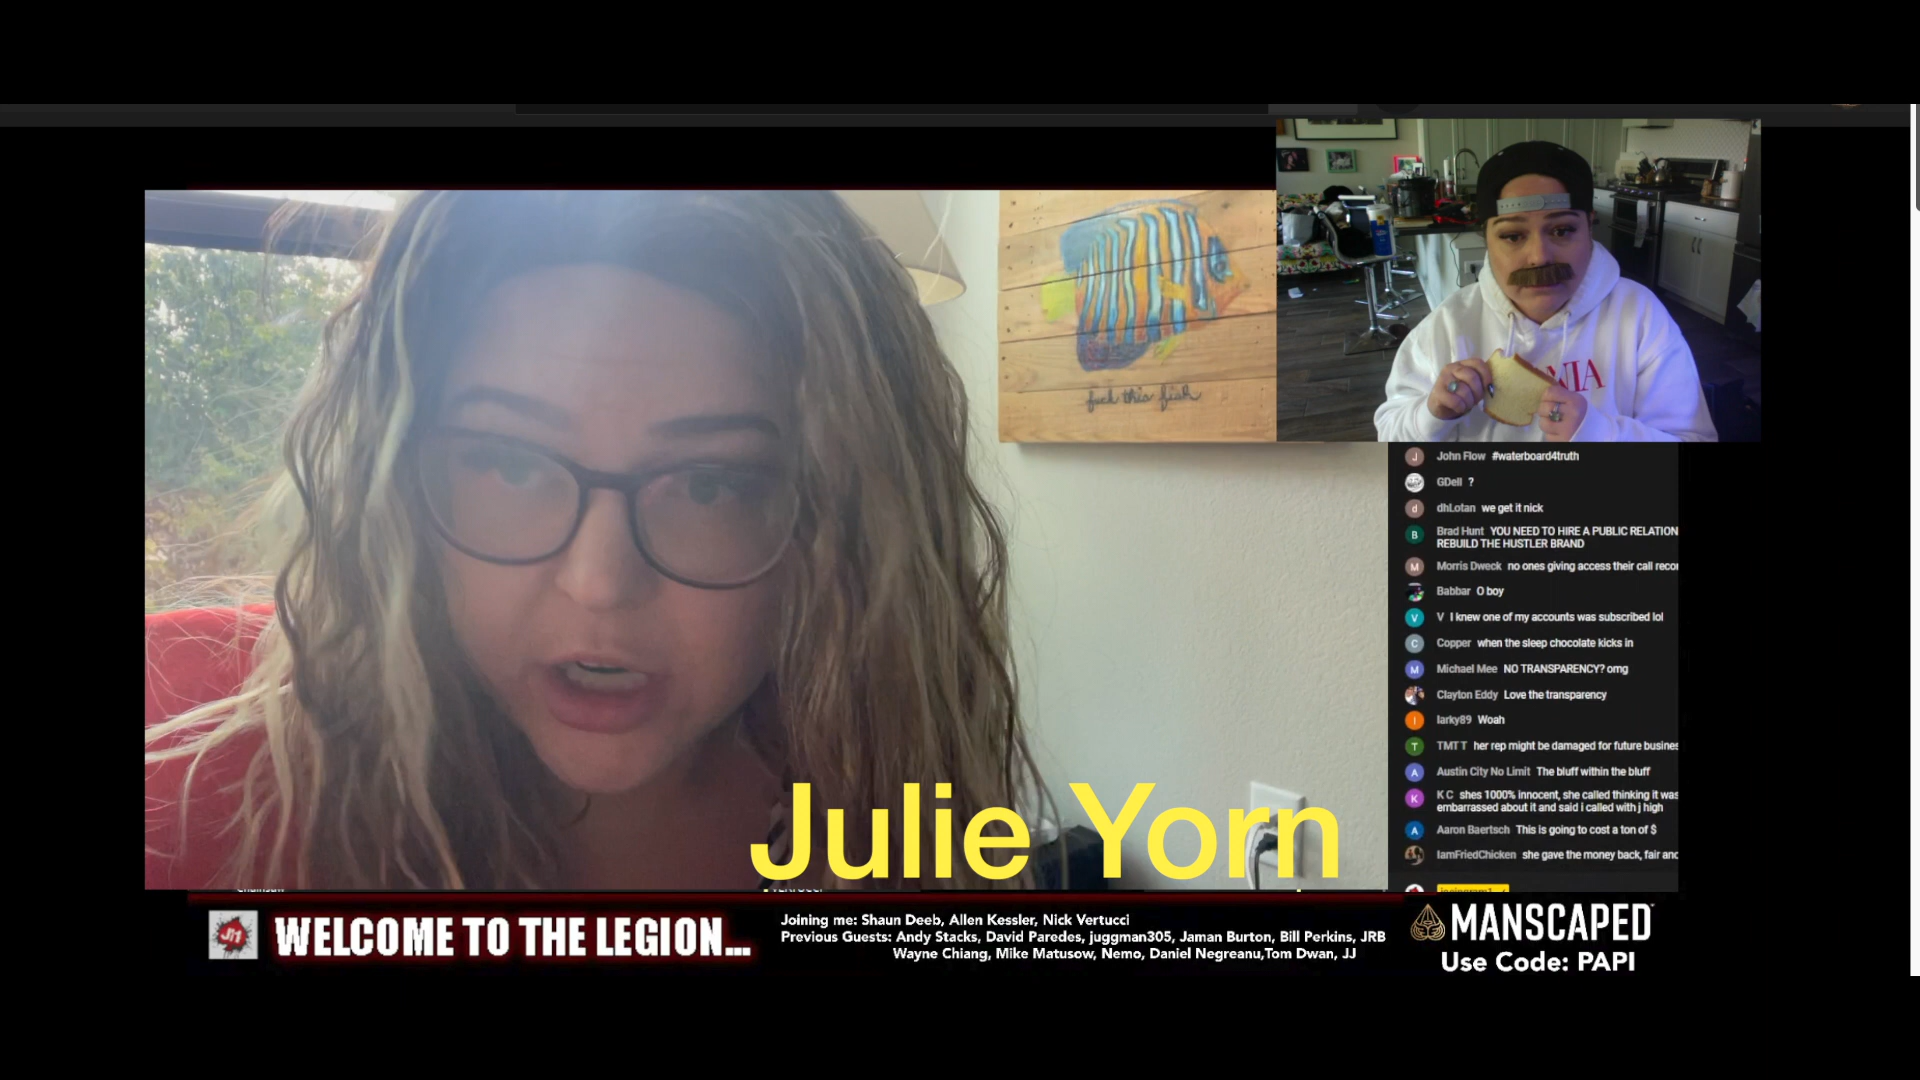 fuck this fish
NIA
John Flow #waterboard4truth
GDell ?
dhLotan we get it nick
Brad Hunt YOU NEED TO HIRE A PUBLIC RELATION
REBUILD THE HUSTLER BRAND
Morris Dweck no ones giving access their call recor
Babbar O boy
V I knew one of my accounts was subscribed lol
Copper when the sleep chocolate kicks in
Michael Mee NO TRANSPARENCY? omg
Clayton Eddy Love the transparency
larky89 Woah
TMT T her rep might be damaged for future busines
Austin City No Limit The bluff within the bluff
K C shes 1000% innocent, she called thinking it was
embarrassed about it and said i called with j high
Aaron Baertsch This is going to cost a ton of $
IamFriedChicken she gave the money back, fair and
Julie Yorn
WELCOME TO THE LEGION...
Joining me: Shaun Deeb, Allen Kessler, Nick Vertucci
Previous Guests: Andy Stacks, David Paredes, juggman305, Jaman Burton, Bill Perkins, JRB
Wayne Chiang, Mike Matusow, Nemo, Daniel Negreanu,Tom Dwan, JJ
MANSCAPED
Use Code: PAPI